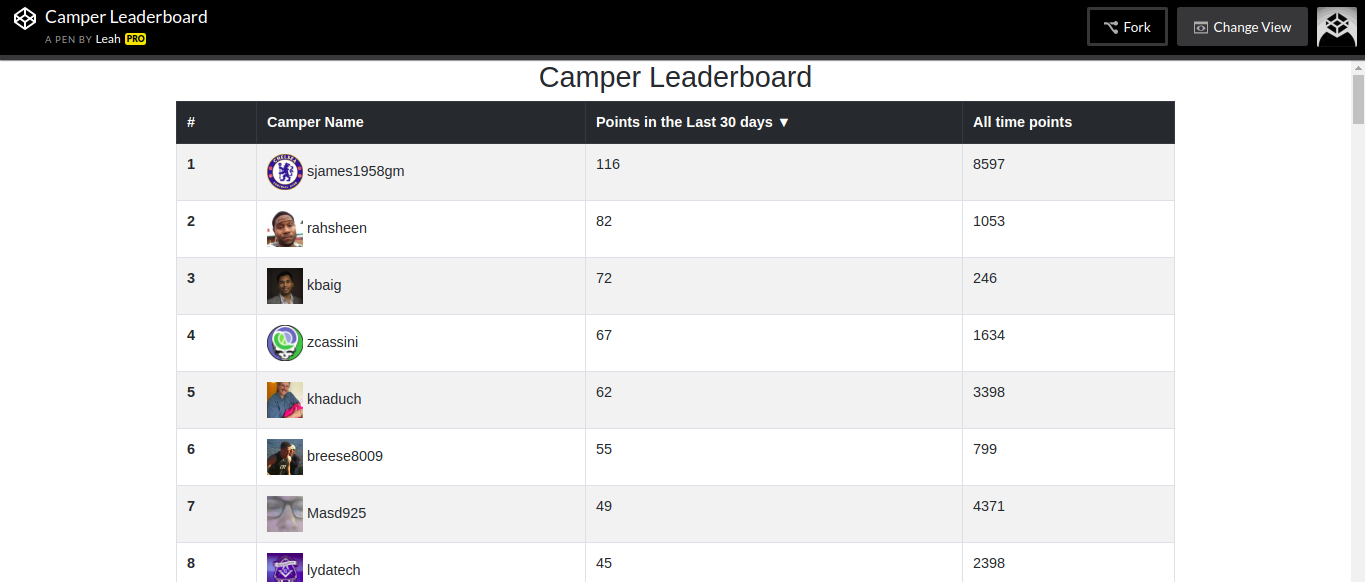 Camper Leaderboard
A PEN BY Leah PRO
Fork
Change View
Camper Leaderboard
# Camper Name Points in the Last 30 days ▼ All time points
1 sjames1958gm 116 8597
2 rahsheen 82 1053
3 kbaig 72 246
4 zcassini 67 1634
5 khaduch 62 3398
6 breese8009 55 799
7 Masd925 49 4371
8 lydatech 45 2398